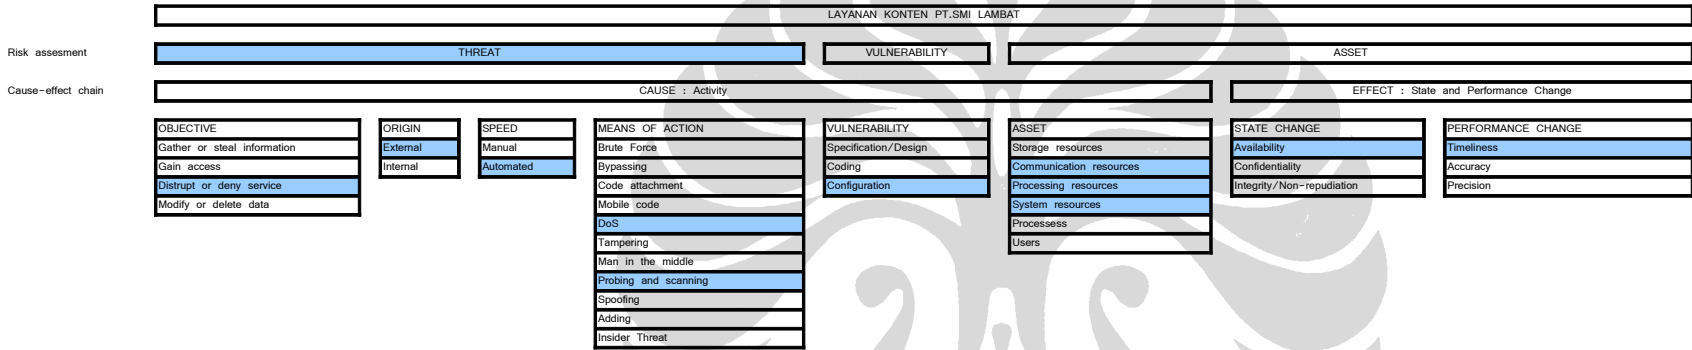 LAYANAN KONTEN PT.SMI LAMBAT
Risk assesment THREAT VULNERABILITY ASSET
Cause-effect chain CAUSE : Activity EFFECT : State and Performance Change
OBJECTIVE ORIGIN SPEED MEANS OF ACTION VULNERABILITY ASSET STATE CHANGE PERFORMANCE CHANGE
Gather or steal information External Manual Brute Force Specification/Design Storage resources Availability Timeliness
Gain access Internal Automated Bypassing Coding Communication resources Confidentiality Accuracy
Distrupt or deny service Code attachment Configuration Processing resources Integrity/Non-repudiation Precision
Modify or delete data Mobile code System resources
DoS Processess
Tampering Users
Man in the middle
Probing and scanning
Spoofing
Adding
Insider Threat